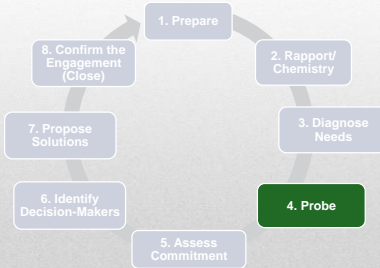 1. Prepare
2. Rapport/
Chemistry
3. Diagnose
Needs
4. Probe
5. Assess
Commitment
6. Identify
Decision-Makers
7. Propose
Solutions
8. Confirm the
Engagement
(Close)